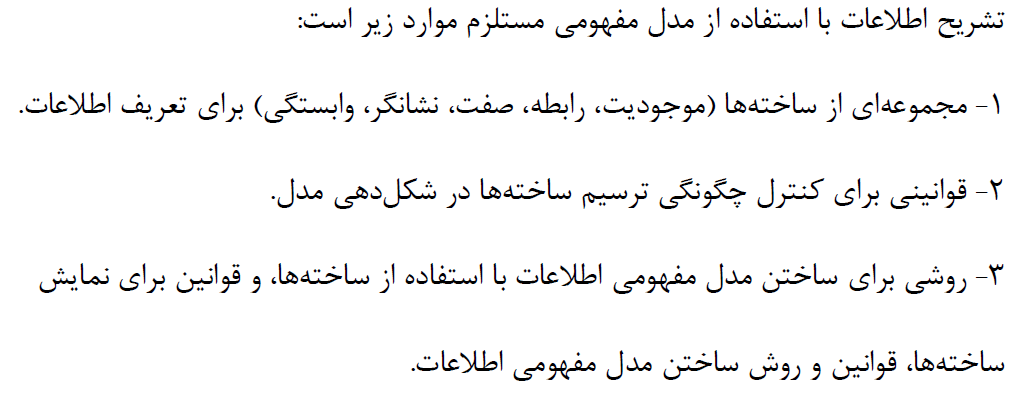 تشریح اطلاعات با استفاده از مدل مفهومی مستلزم موارد زیر است:
۱- مجموعه‌ای از ساخته‌ها (موجودیت، رابطه، صفت، نشانگر، وابستگی) برای تعریف اطلاعات.
۲- قوانینی برای کنترل چگونگی ترسیم ساخته‌ها در شکل‌دهی مدل.
۳- روشی برای ساختن مدل مفهومی اطلاعات با استفاده از ساخته‌ها، و قوانین برای نمایش
ساخته‌ها، قوانین و روش ساختن مدل مفهومی اطلاعات.